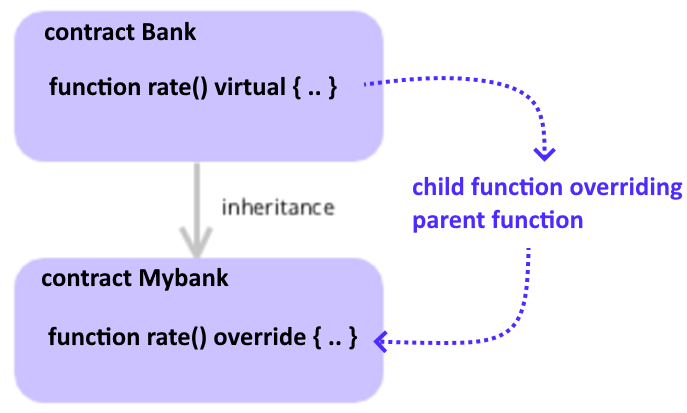 contract Bank
function rate() virtual { .. }
inheritance
child function overriding
parent function
contract Mybank
function rate() override { .. }